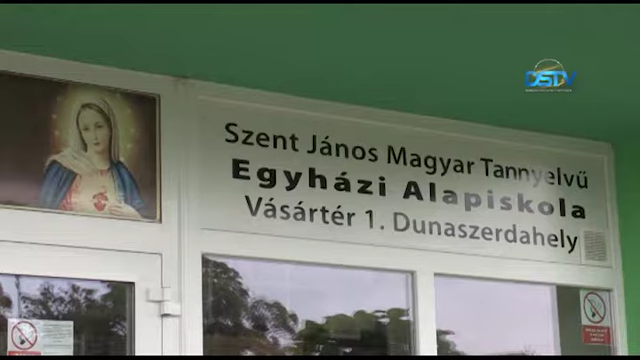 DSTV
Szent János Magyar Tannyelvű
Egyházi Alapiskola
Vásártér 1. Dunaszerdahely